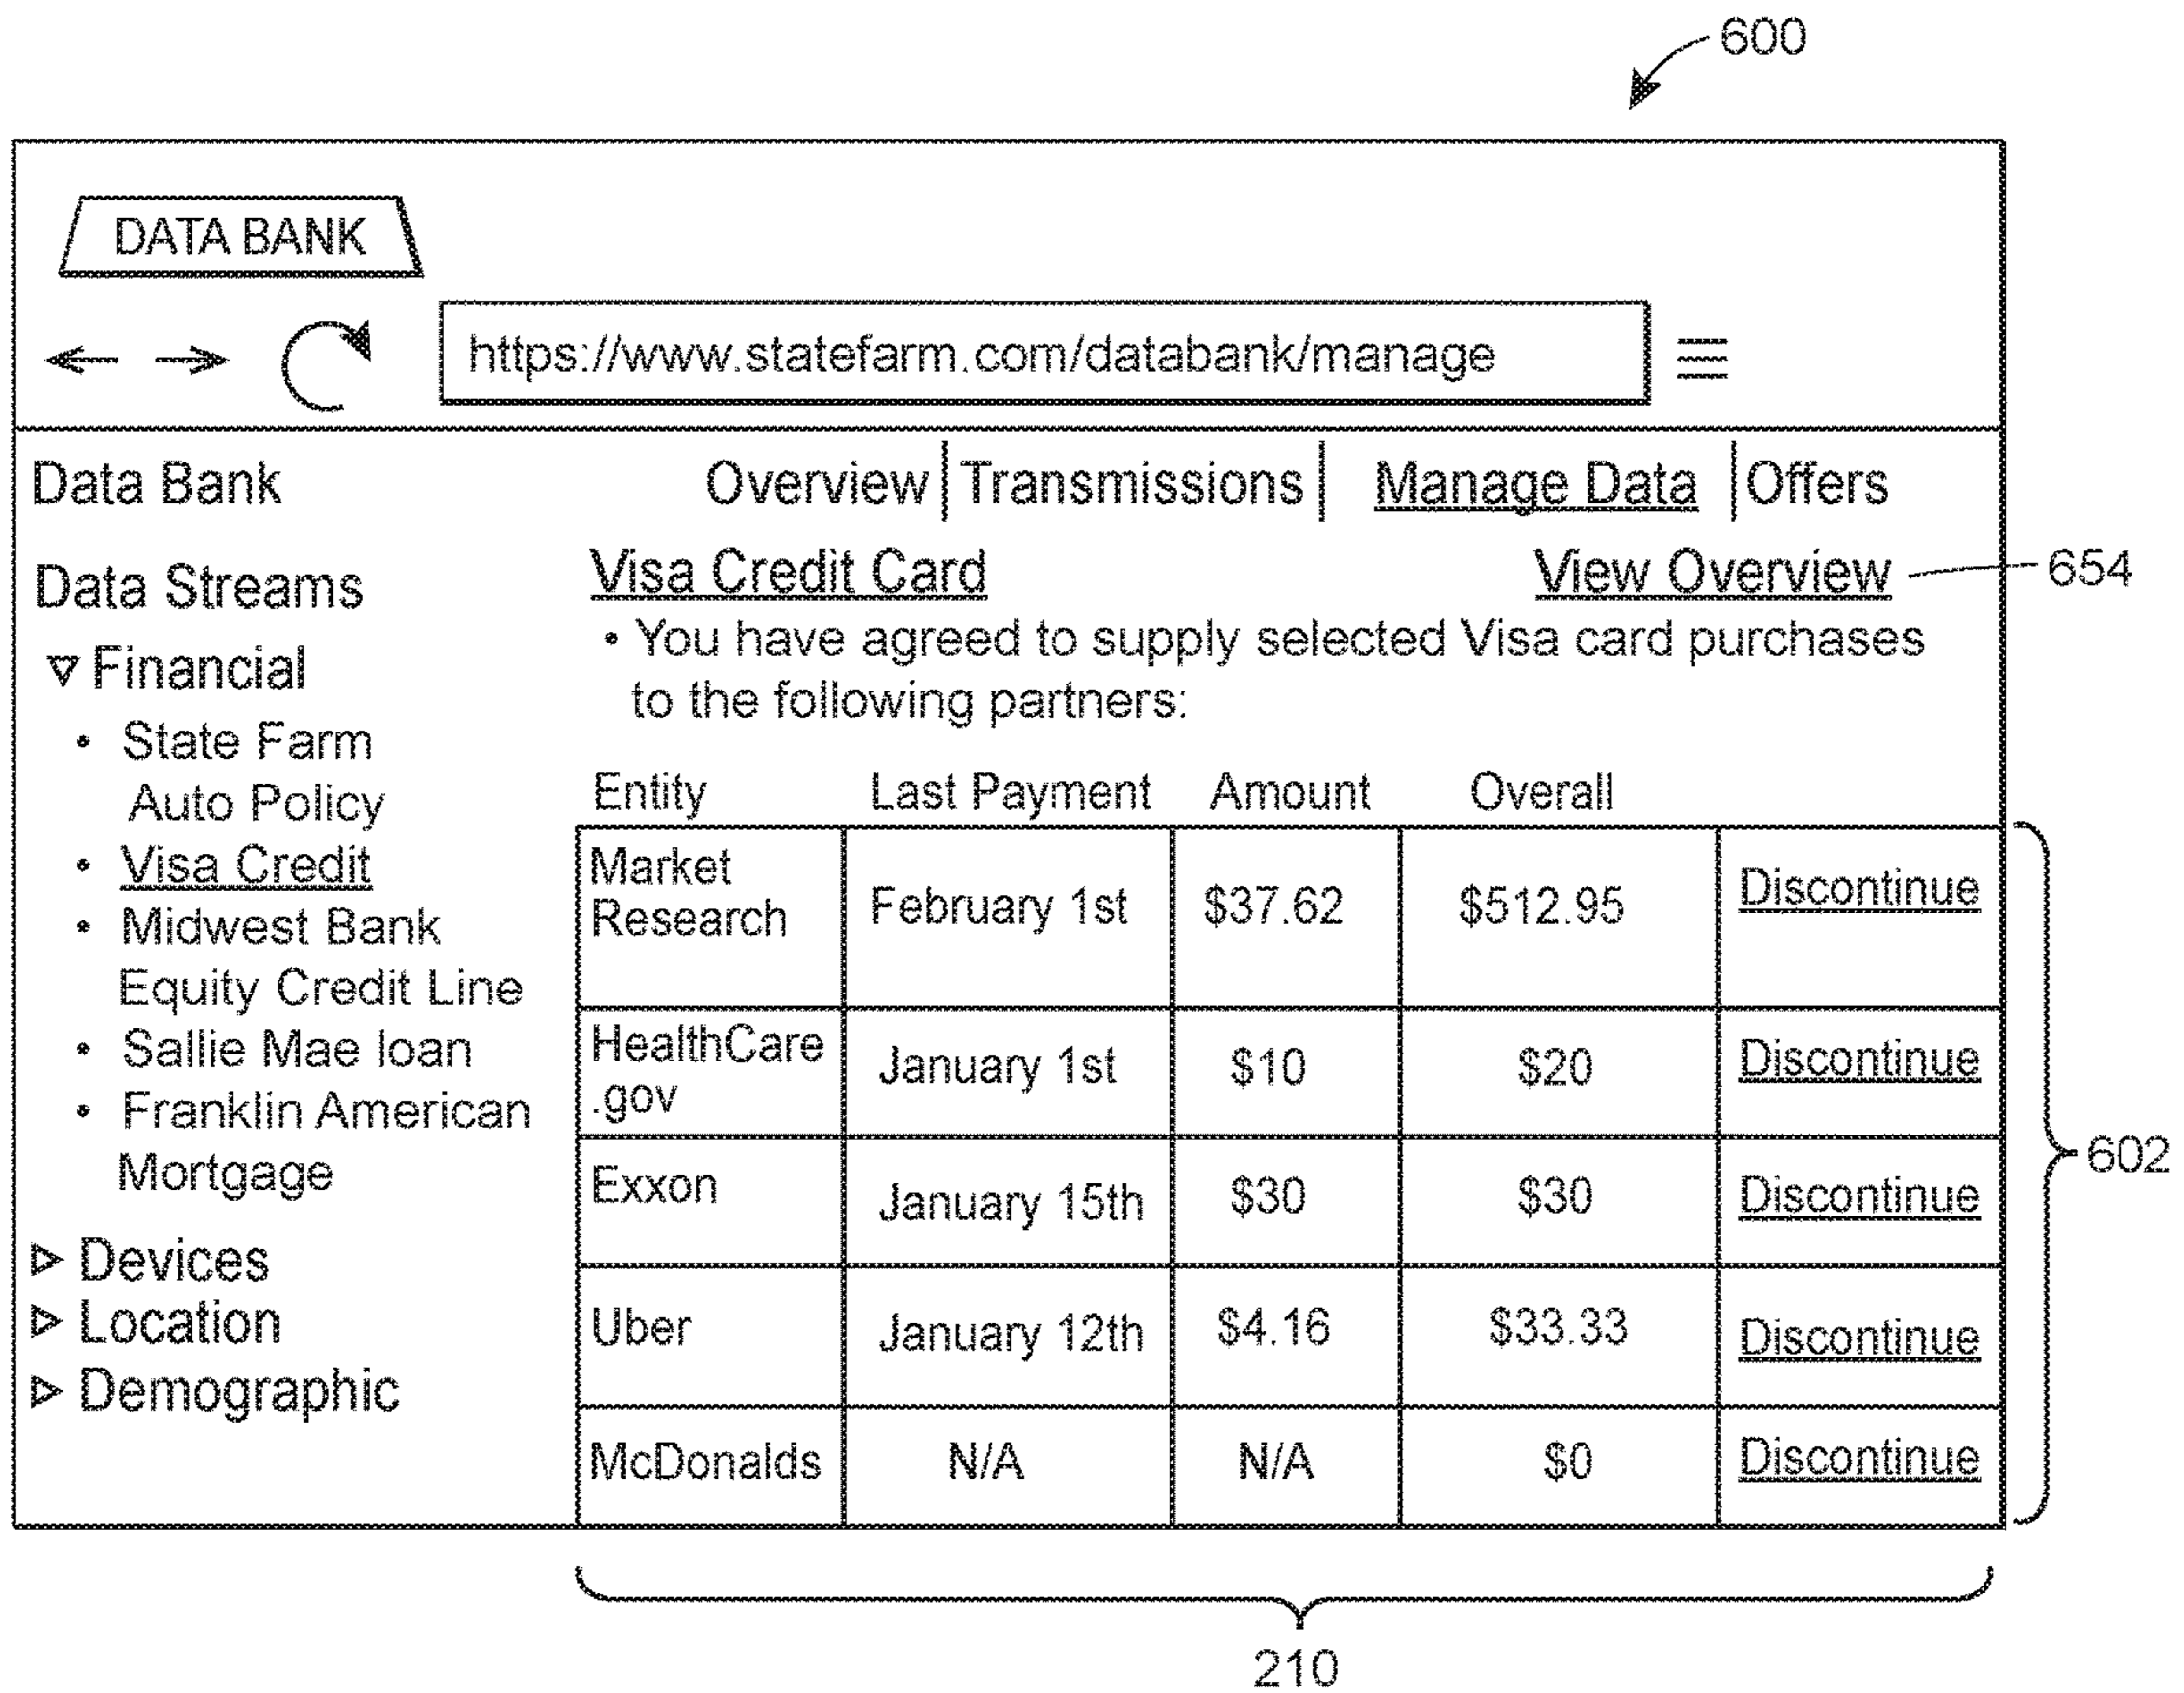 600
DATA BANK
https://www.statefarm.com/databank/manage
Data Bank
Overview
Transmissions
Manage Data
Offers
Data Streams
Financial
• State Farm
Auto Policy
• Visa Credit
• Midwest Bank
Equity Credit Line
• Sallie Mae loan
• Franklin American
Mortgage
Devices
Location
Demographic
Visa Credit Card
View Overview
654
• You have agreed to supply selected Visa card purchases
to the following partners:
Entity Last Payment Amount Overall
Market
Research February 1st $37.62 $512.95 Discontinue
HealthCare
.gov January 1st $10 $20 Discontinue
Exxon January 15th $30 $30 Discontinue
Uber January 12th $4.16 $33.33 Discontinue
McDonalds N/A N/A $0 Discontinue
602
210